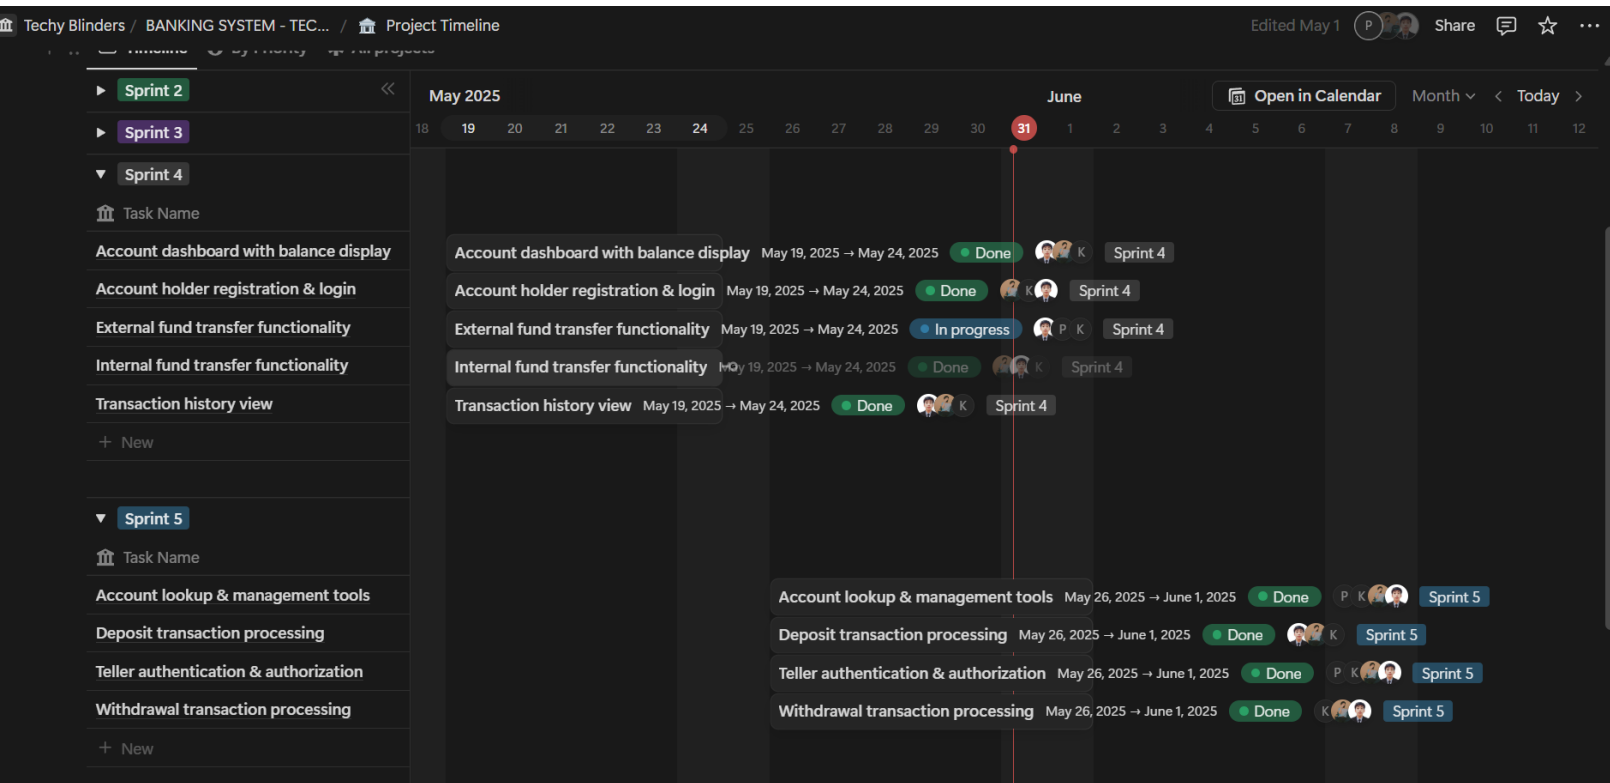 Techy Blinders / BANKING SYSTEM - TEC... / Project Timeline
Edited May 1 P Share
Timeline By Priority All projects
Sprint 2
May 2025 June Open in Calendar Month Today
18 19 20 21 22 23 24 25 26 27 28 29 30 31 1 2 3 4 5 6 7 8 9 10 11 12
Sprint 3
Sprint 4
Task Name
Account dashboard with balance display
Account dashboard with balance display May 19, 2025 → May 24, 2025 Done K Sprint 4
Account holder registration & login
Account holder registration & login May 19, 2025 → May 24, 2025 Done K Sprint 4
External fund transfer functionality
External fund transfer functionality May 19, 2025 → May 24, 2025 In progress P K Sprint 4
Internal fund transfer functionality
Internal fund transfer functionality May 19, 2025 → May 24, 2025 Done K Sprint 4
Transaction history view
Transaction history view May 19, 2025 → May 24, 2025 Done K Sprint 4
+ New
Sprint 5
Task Name
Account lookup & management tools
Account lookup & management tools May 26, 2025 → June 1, 2025 Done P K Sprint 5
Deposit transaction processing
Deposit transaction processing May 26, 2025 → June 1, 2025 Done K Sprint 5
Teller authentication & authorization
Teller authentication & authorization May 26, 2025 → June 1, 2025 Done P K Sprint 5
Withdrawal transaction processing
Withdrawal transaction processing May 26, 2025 → June 1, 2025 Done K Sprint 5
+ New